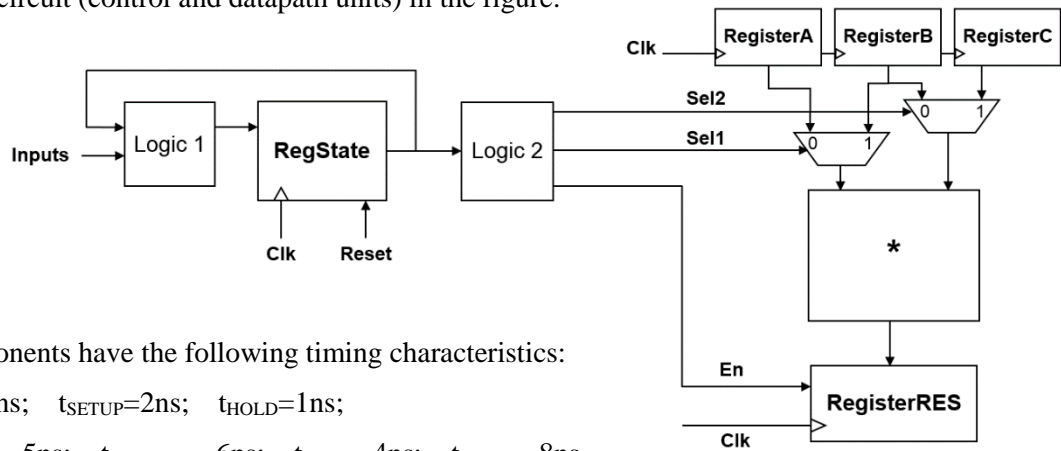 circuit (control and datapath units) in the figure.
RegisterA RegisterB RegisterC
Clk
0 1
Sel2
0 1
Sel1
Inputs
Logic 1
RegState
Logic 2
Clk Reset
*
onents have the following timing characteristics:
ns; tSETUP=2ns; tHOLD=1ns;
En
RegisterRES
Clk